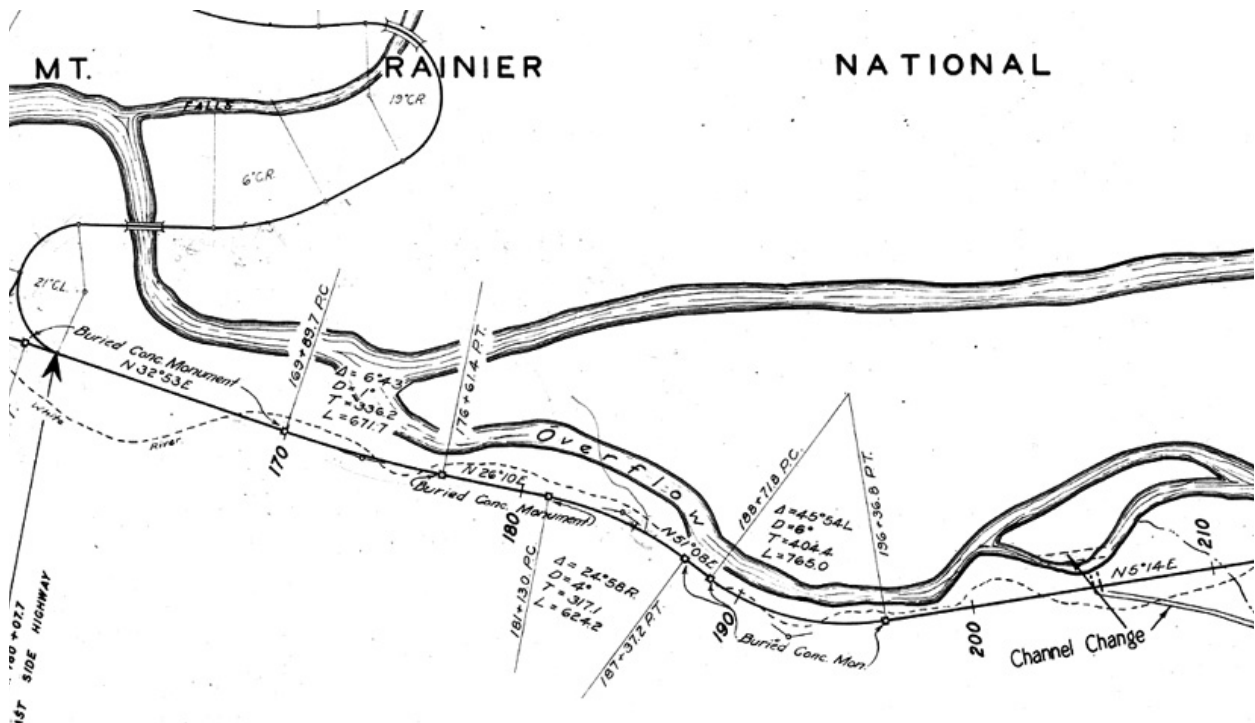 MT. RAINIER NATIONAL
FALLS
19°C.R.
6°C.R.
21°C.L.
Buried Conc. Monument
N 32°53'E
White
River
169+89.7 P.C.
Δ = 6°43'
D = 1°
T = 336.2
L = 671.7
176+61.4 P.T.
170
N 26°10'E
Buried Conc. Monument
180
Overflow
181+13.0 P.C.
Δ = 24°58'R.
D = 4°
T = 317.1
L = 624.2
N 51°08'E
187+37.2 P.T.
188+71.8 P.C.
Δ = 45°54'L
D = 6°
T = 404.4
L = 765.0
196+36.8 P.T.
190
Buried Conc. Mon.
200
N 5°14'E
210
Channel Change
SIDE HIGHWAY